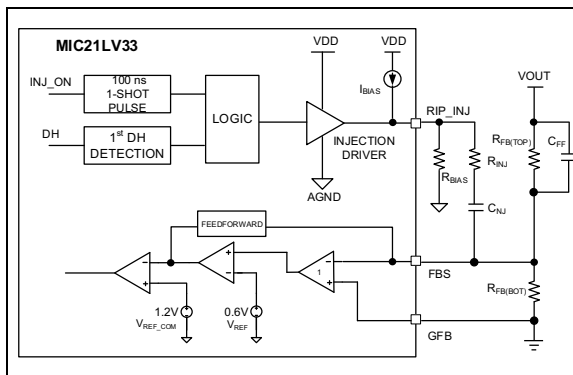 MIC21LV33
VDD
VDD
INJ_ON
100 ns
1-SHOT
PULSE
LOGIC
IBIAS
VOUT
RIP_INJ
DH
1st DH
DETECTION
INJECTION
DRIVER
AGND
RBIAS
RINJ
CNJ
RFB(TOP)
CFF
FEEDFORWARD
1
FBS
RFB(BOT)
1.2V
VREF_COM
0.6V
VREF
GFB